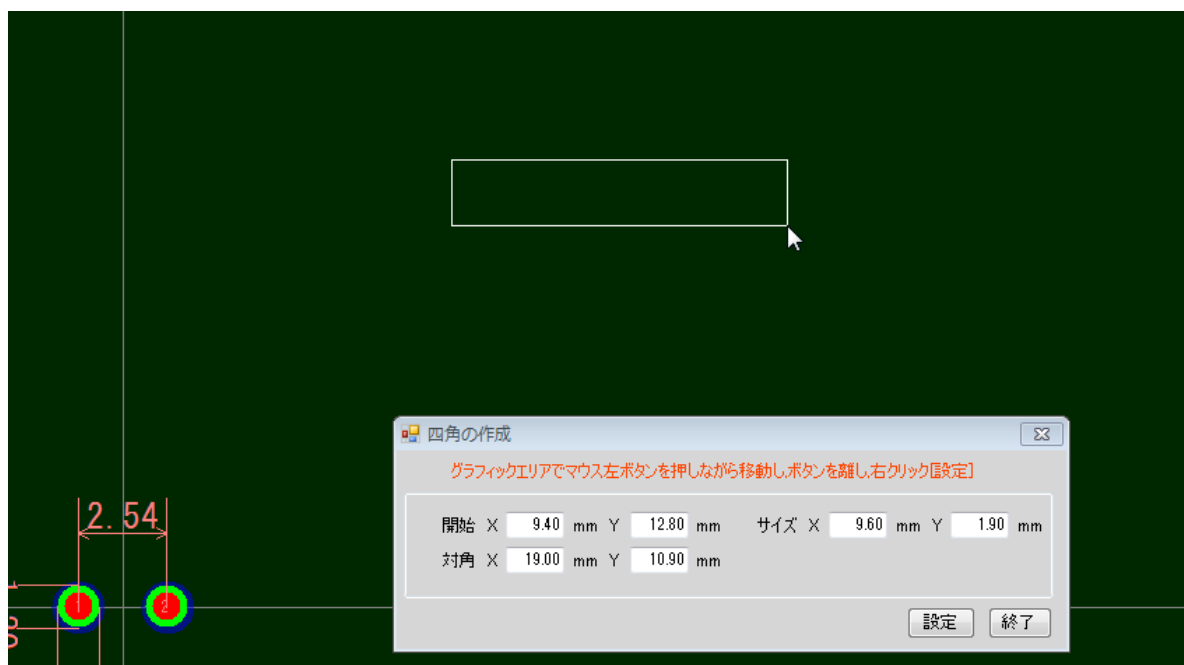 2.54
1
2
四角の作成
グラフィックエリアでマウス左ボタンを押しながら移動し,ボタンを離し,右クリック[設定]
開始 X 9.40 mm Y 12.80 mm サイズ X 9.60 mm Y 1.90 mm
対角 X 19.00 mm Y 10.90 mm
設定 終了